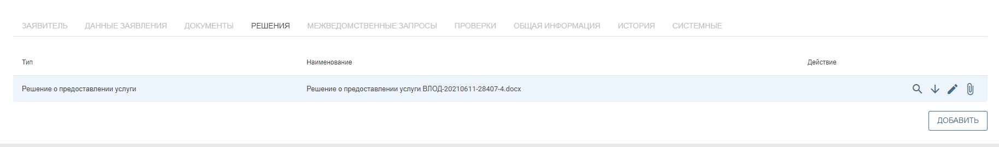 ЗАЯВИТЕЛЬ ДАННЫЕ ЗАЯВЛЕНИЯ ДОКУМЕНТЫ РЕШЕНИЯ МЕЖВЕДОМСТВЕННЫЕ ЗАПРОСЫ ПРОВЕРКИ ОБЩАЯ ИНФОРМАЦИЯ ИСТОРИЯ СИСТЕМНЫЕ
Тип Наименование Действие
Решение о предоставлении услуги Решение о предоставлении услуги ВЛОД-20210611-28407-4.docx
ДОБАВИТЬ